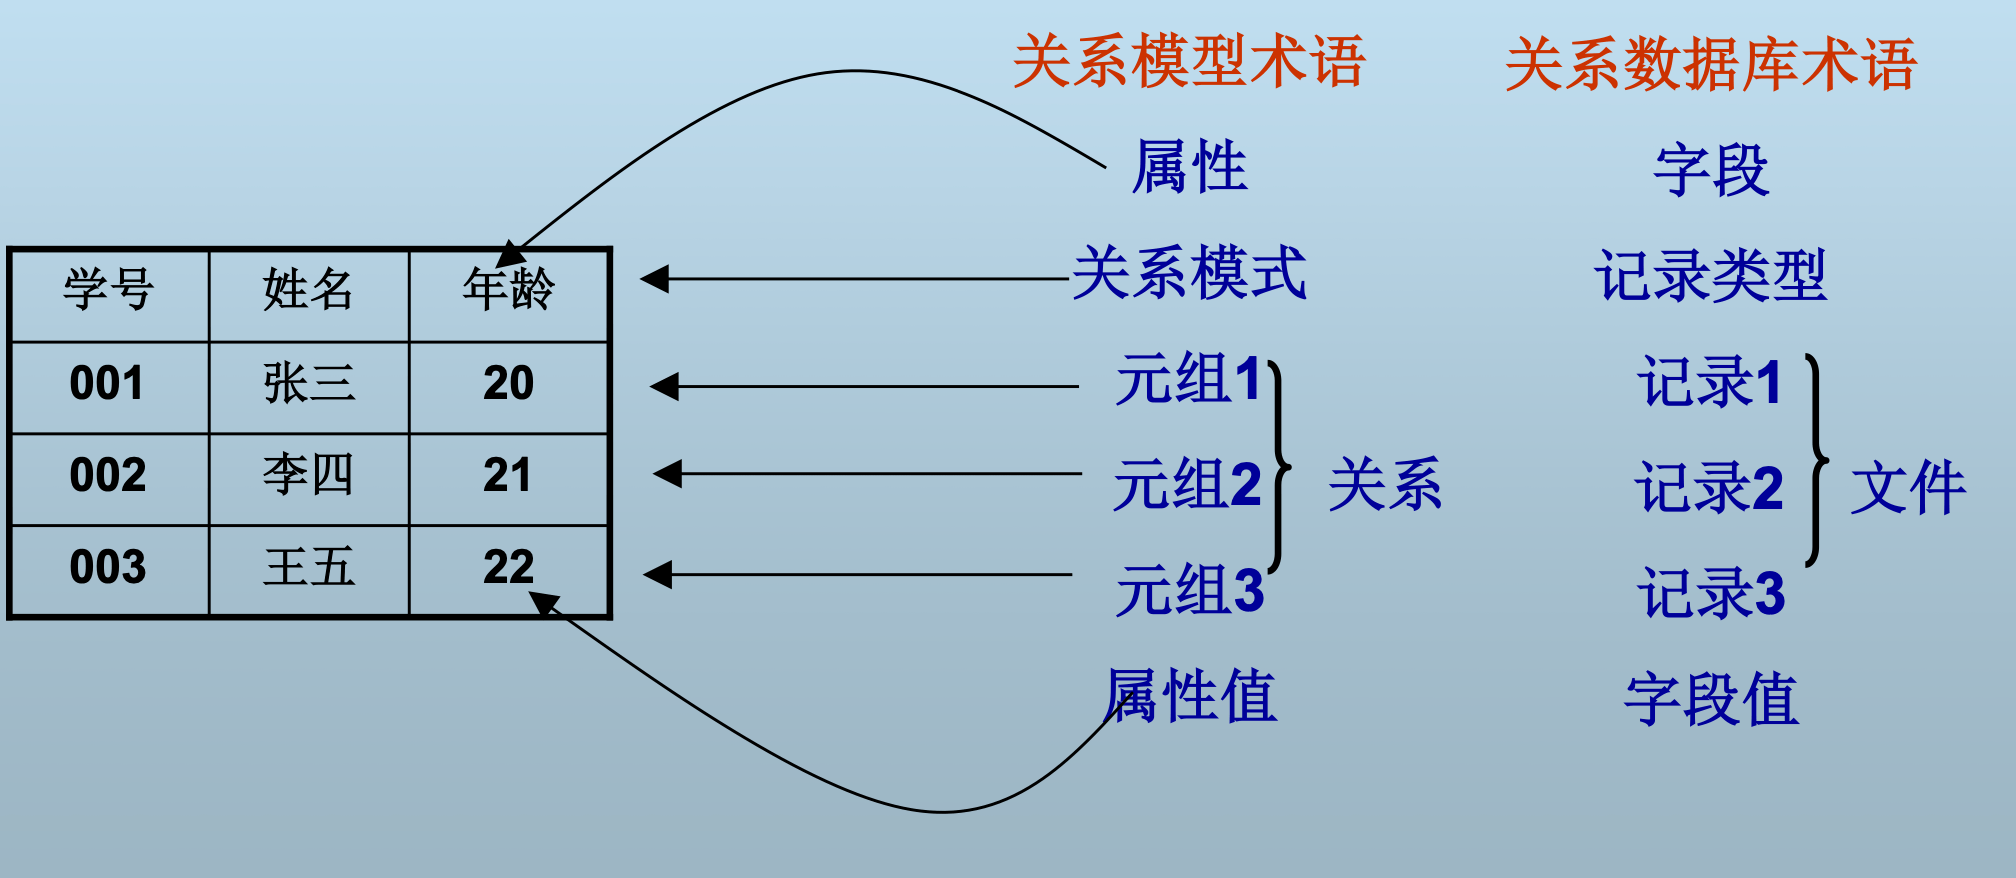 关系模型术语 关系数据库术语
属性 字段
关系模式 记录类型
学号 姓名 年龄
001 张三 20
002 李四 21
003 王五 22
元组1 记录1
元组2 关系 记录2 文件
元组3 记录3
属性值 字段值